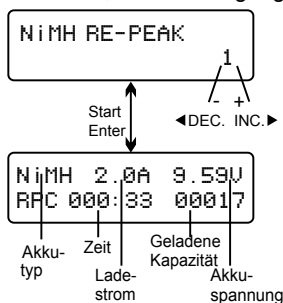 NiMH RE-PEAK
1
- +
◄DEC. INC.►
Start
Enter
NiMH 2.0A 9.59V
RPC 000:33 00017
Akku-
typ
Zeit
Lade-
strom
Geladene
Kapazität
Akku-
spannung